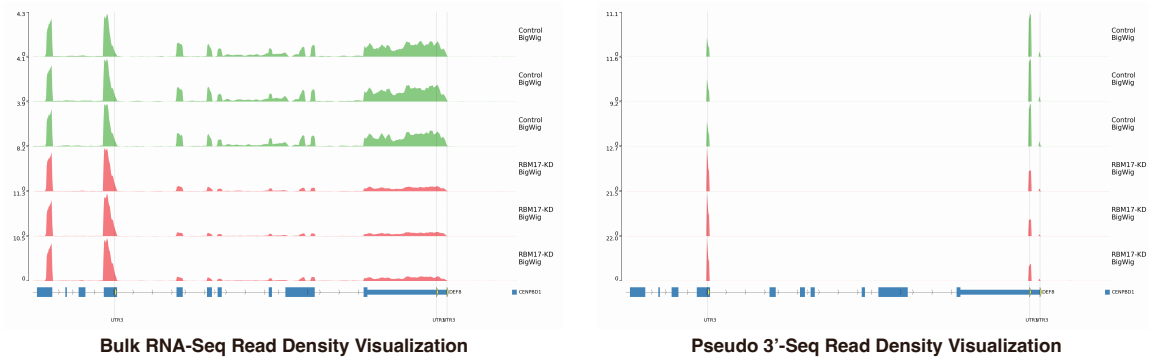 4.3
Control
BigWig
0
4.1
Control
BigWig
0
3.9
Control
BigWig
0
8.2
RBM17-KD
BigWig
0
11.3
RBM17-KD
BigWig
0
10.5
RBM17-KD
BigWig
0
DEF8
CENPBD1
UTR3
Bulk RNA-Seq Read Density Visualization
11.1
Control
BigWig
0
11.6
Control
BigWig
0
9.2
Control
BigWig
0
12.7
RBM17-KD
BigWig
0
21.5
RBM17-KD
BigWig
0
22.0
RBM17-KD
BigWig
0
DEF8
CENPBD1
UTR3
Pseudo 3'-Seq Read Density Visualization